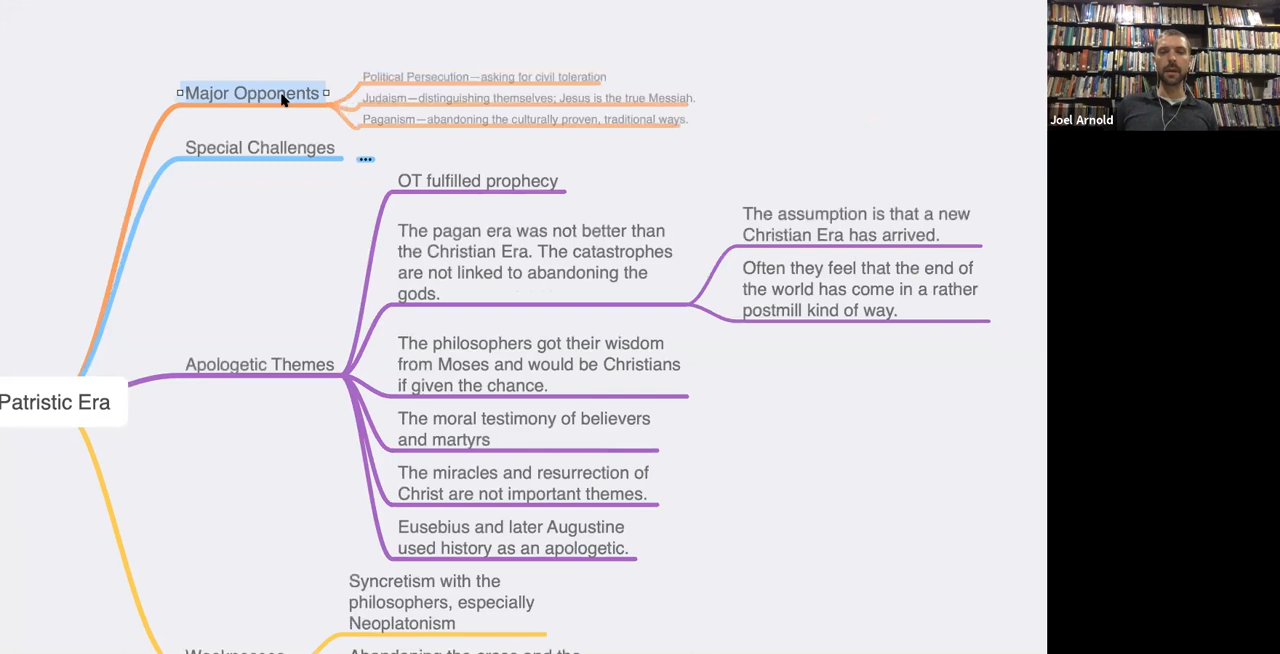 Major Opponents
Political Persecution—asking for civil toleration
Judaism—distinguishing themselves; Jesus is the true Messiah.
Paganism—abandoning the culturally proven, traditional ways.
Special Challenges
Patristic Era
Apologetic Themes
OT fulfilled prophecy
The pagan era was not better than
the Christian Era. The catastrophes
are not linked to abandoning the
gods.
The assumption is that a new
Christian Era has arrived.
Often they feel that the end of
the world has come in a rather
postmill kind of way.
The philosophers got their wisdom
from Moses and would be Christians
if given the chance.
The moral testimony of believers
and martyrs
The miracles and resurrection of
Christ are not important themes.
Eusebius and later Augustine
used history as an apologetic.
Weaknesses
Syncretism with the
philosophers, especially
Neoplatonism
Abandoning the cross and the
Joel Arnold